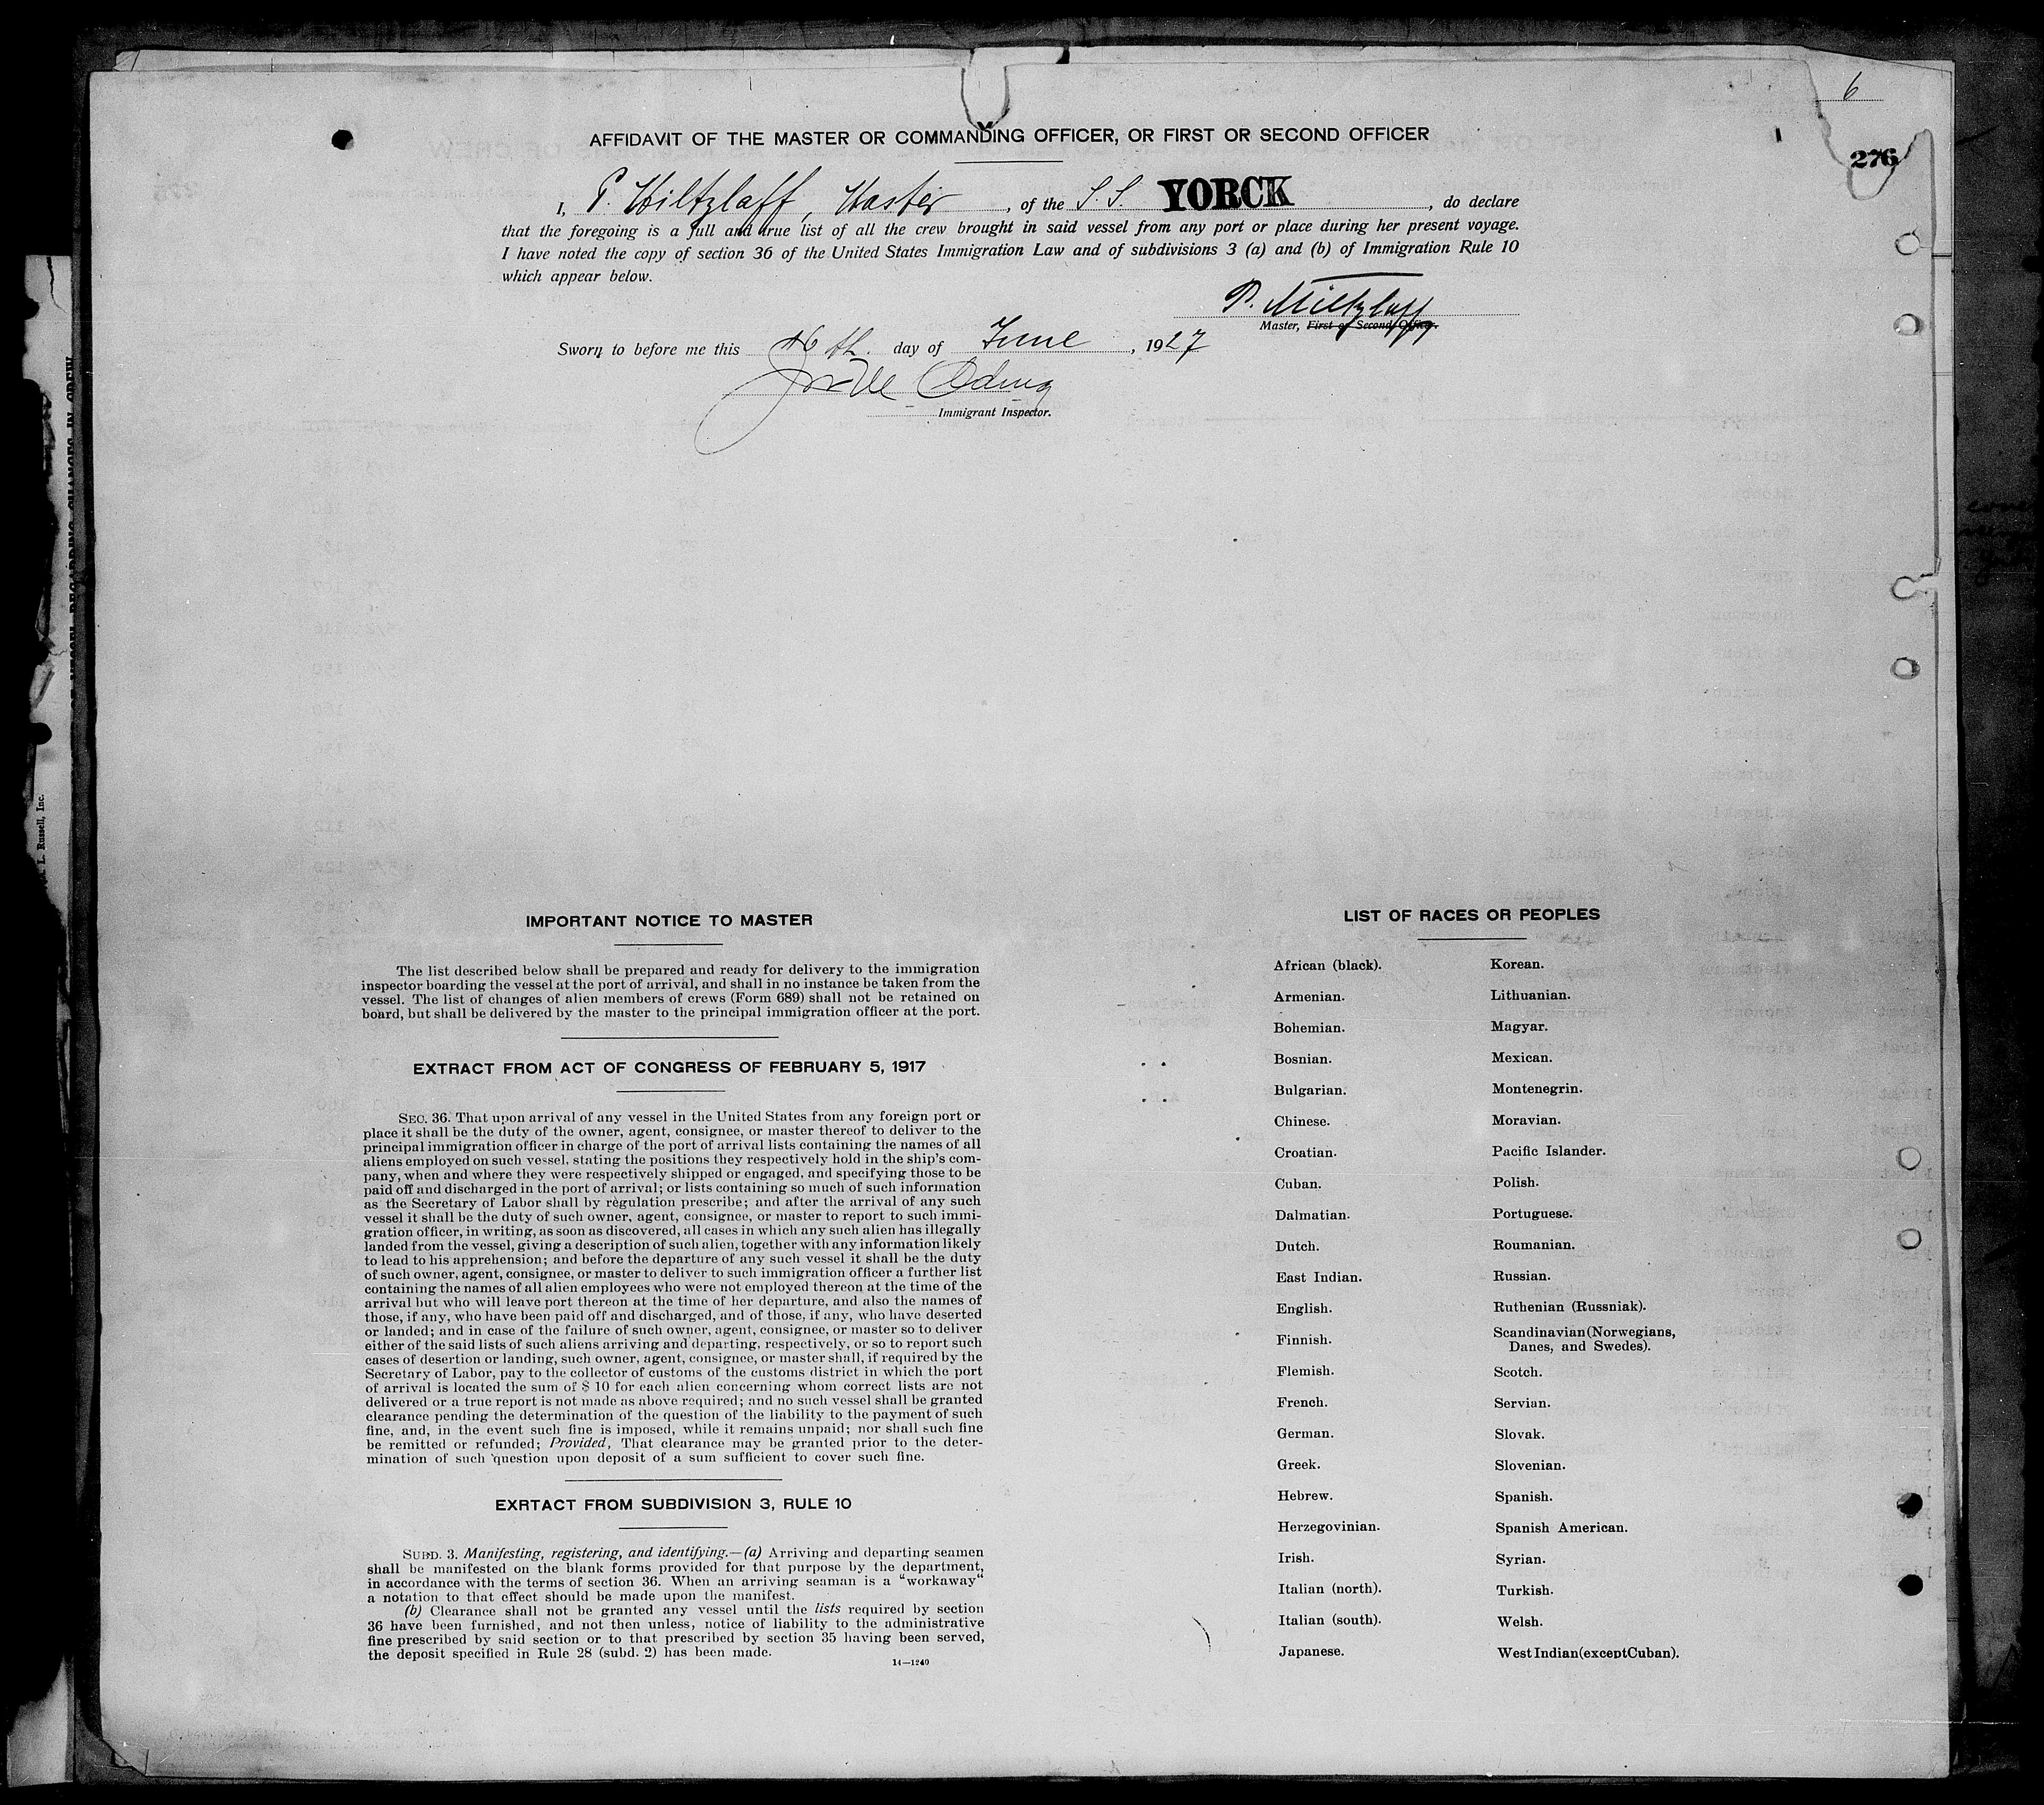 6
276
AFFIDAVIT OF THE MASTER OR COMMANDING OFFICER, OR FIRST OR SECOND OFFICER
I, P. Wiltzlaff, Master, of the S.S. YORCK, do declare
that the foregoing is a full and true list of all the crew brought in said vessel from any port or place during her present voyage.
I have noted the copy of section 36 of the United States Immigration Law and of subdivisions 3 (a) and (b) of Immigration Rule 10
which appear below.
Master, First or Second Officer.
Sworn to before me this day of June, 1927
Immigrant Inspector.
L. Russell, Inc.
IMPORTANT NOTICE TO MASTER
The list described below shall be prepared and ready for delivery to the immigration
inspector boarding the vessel at the port of arrival, and shall in no instance be taken from the
vessel. The list of changes of alien members of crews (Form 689) shall not be retained on
board, but shall be delivered by the master to the principal immigration officer at the port.
EXTRACT FROM ACT OF CONGRESS OF FEBRUARY 5, 1917
SEC. 36. That upon arrival of any vessel in the United States from any foreign port or
place it shall be the duty of the owner, agent, consignee, or master thereof to deliver to the
principal immigration officer in charge of the port of arrival lists containing the names of all
aliens employed on such vessel, stating the positions they respectively hold in the ship's com-
pany, when and where they were respectively shipped or engaged, and specifying those to be
paid off and discharged in the port of arrival; or lists containing so much of such information
as the Secretary of Labor shall by regulation prescribe; and after the arrival of any such
vessel it shall be the duty of such owner, agent, consignee, or master to report to such immi-
gration officer, in writing, as soon as discovered, all cases in which any such alien has illegally
landed from the vessel, giving a description of such alien, together with any information likely
to lead to his apprehension; and before the departure of any such vessel it shall be the duty
of such owner, agent, consignee, or master to deliver to such immigration officer a further list
containing the names of all alien employees who were not employed thereon at the time of the
arrival but who will leave port thereon at the time of her departure, and also the names of
those, if any, who have been paid off and discharged, and of those, if any, who have deserted
or landed; and in case of the failure of such owner, agent, consignee, or master so to deliver
either of the said lists of such aliens arriving and departing, respectively, or so to report such
cases of desertion or landing, such owner, agent, consignee, or master shall, if required by the
Secretary of Labor, pay to the collector of customs of the customs district in which the port
of arrival is located the sum of $ 10 for each alien concerning whom correct lists are not
delivered or a true report is not made as above required; and no such vessel shall be granted
clearance pending the determination of the question of the liability to the payment of such
fine, and, in the event such fine is imposed, while it remains unpaid; nor shall such fine
be remitted or refunded; Provided, That clearance may be granted prior to the deter-
mination of such question upon deposit of a sum sufficient to cover such fine.
EXRTACT FROM SUBDIVISION 3, RULE 10
SUBD. 3. Manifesting, registering, and identifying.—(a) Arriving and departing seamen
shall be manifested on the blank forms provided for that purpose by the department,
in accordance with the terms of section 36. When an arriving seaman is a “workaway“
a notation to that effect should be made upon the manifest.
(b) Clearance shall not be granted any vessel until the lists required by section
36 have been furnished, and not then unless, notice of liability to the administrative
fine prescribed by said section or to that prescribed by section 35 having been served,
the deposit specified in Rule 28 (subd. 2) has been made.
14—1240
LIST OF RACES OR PEOPLES
African (black).
Armenian.
Bohemian.
Bosnian.
Bulgarian.
Chinese.
Croatian.
Cuban.
Dalmatian.
Dutch.
East Indian.
English.
Finnish.
Flemish.
French.
German.
Greek.
Hebrew.
Herzegovinian.
Irish.
Italian (north).
Italian (south).
Japanese.
Korean.
Lithuanian.
Magyar.
Mexican.
Montenegrin.
Moravian.
Pacific Islander.
Polish.
Portuguese.
Roumanian.
Russian.
Ruthenian (Russniak).
Scandinavian (Norwegians,
Danes, and Swedes).
Scotch.
Servian.
Slovak.
Slovenian.
Spanish.
Spanish American.
Syrian.
Turkish.
Welsh.
West Indian (except Cuban).